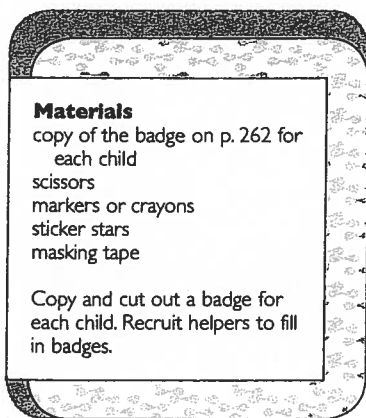 Materials
copy of the badge on p. 262 for
each child
scissors
markers or crayons
sticker stars
masking tape
Copy and cut out a badge for
each child. Recruit helpers to fill
in badges.